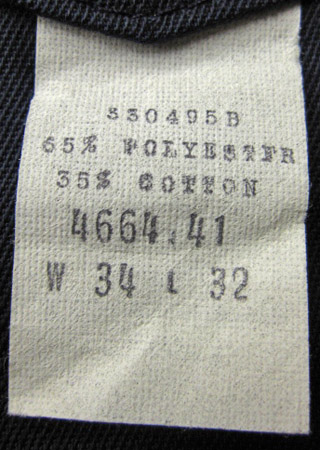 330495B
65% POLYESTER
35% COTTON
4664.41
W 34 L 32